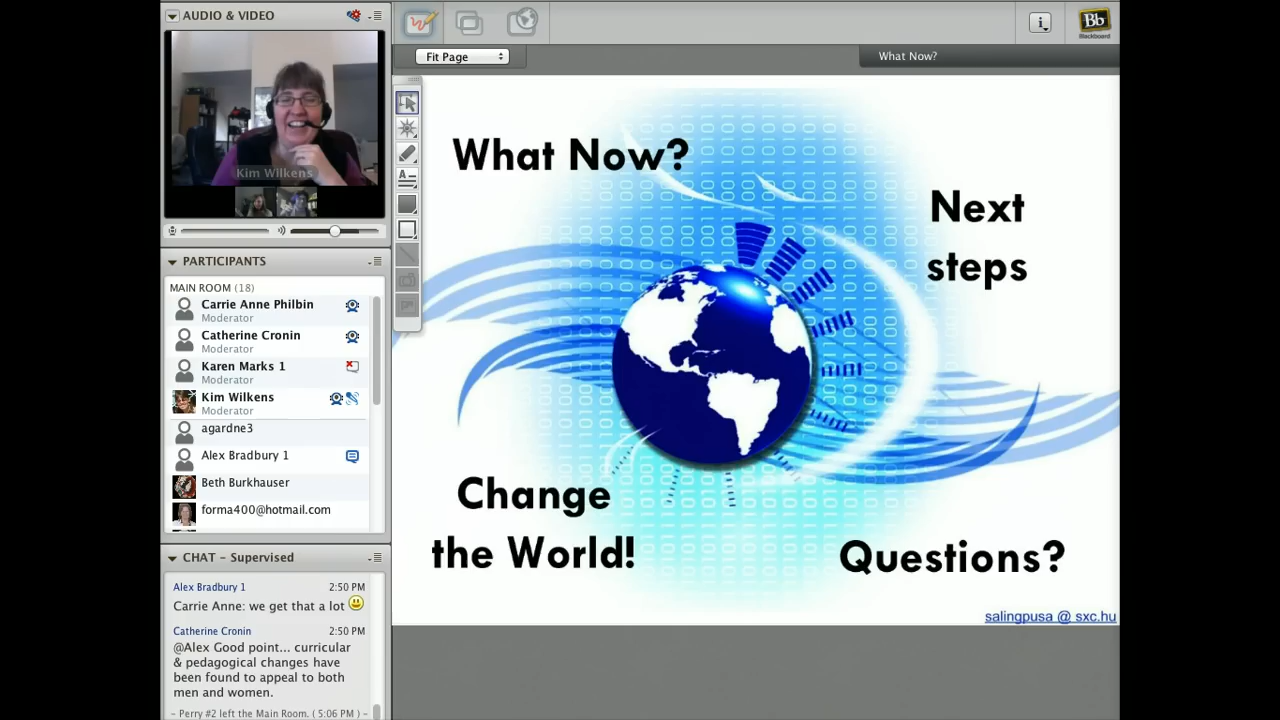 AUDIO & VIDEO
Kim Wilkens
PARTICIPANTS
MAIN ROOM (18)
Carrie Anne Philbin
Moderator
Catherine Cronin
Moderator
Karen Marks 1
Moderator
Kim Wilkens
Moderator
agardne3
Alex Bradbury 1
Beth Burkhauser
forma400@hotmail.com
CHAT - Supervised
Alex Bradbury 1 2:50 PM
Carrie Anne: we get that a lot
Catherine Cronin 2:50 PM
@Alex Good point... curricular
& pedagogical changes have
been found to appeal to both
men and women.
- Perry #2 left the Main Room. ( 5:06 PM ) -
Fit Page
What Now?
i
Bb
Blackboard
What Now?
Next
steps
Change
the World!
Questions?
salingpusa @ sxc.hu